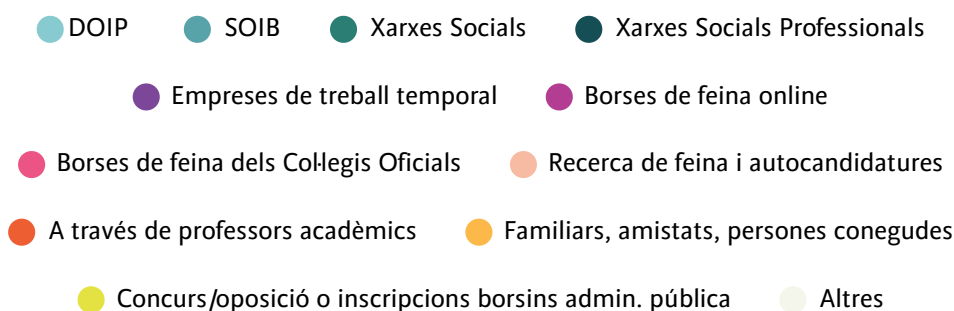 DOIP SOIB Xarxes Socials Xarxes Socials Professionals
Empreses de treball temporal Borses de feina online
Borses de feina dels Col·legis Oficials Recerca de feina i autocandidatures
A través de professors acadèmics Familiars, amistats, persones conegudes
Concurs/oposició o inscripcions borsins admin. pública Altres